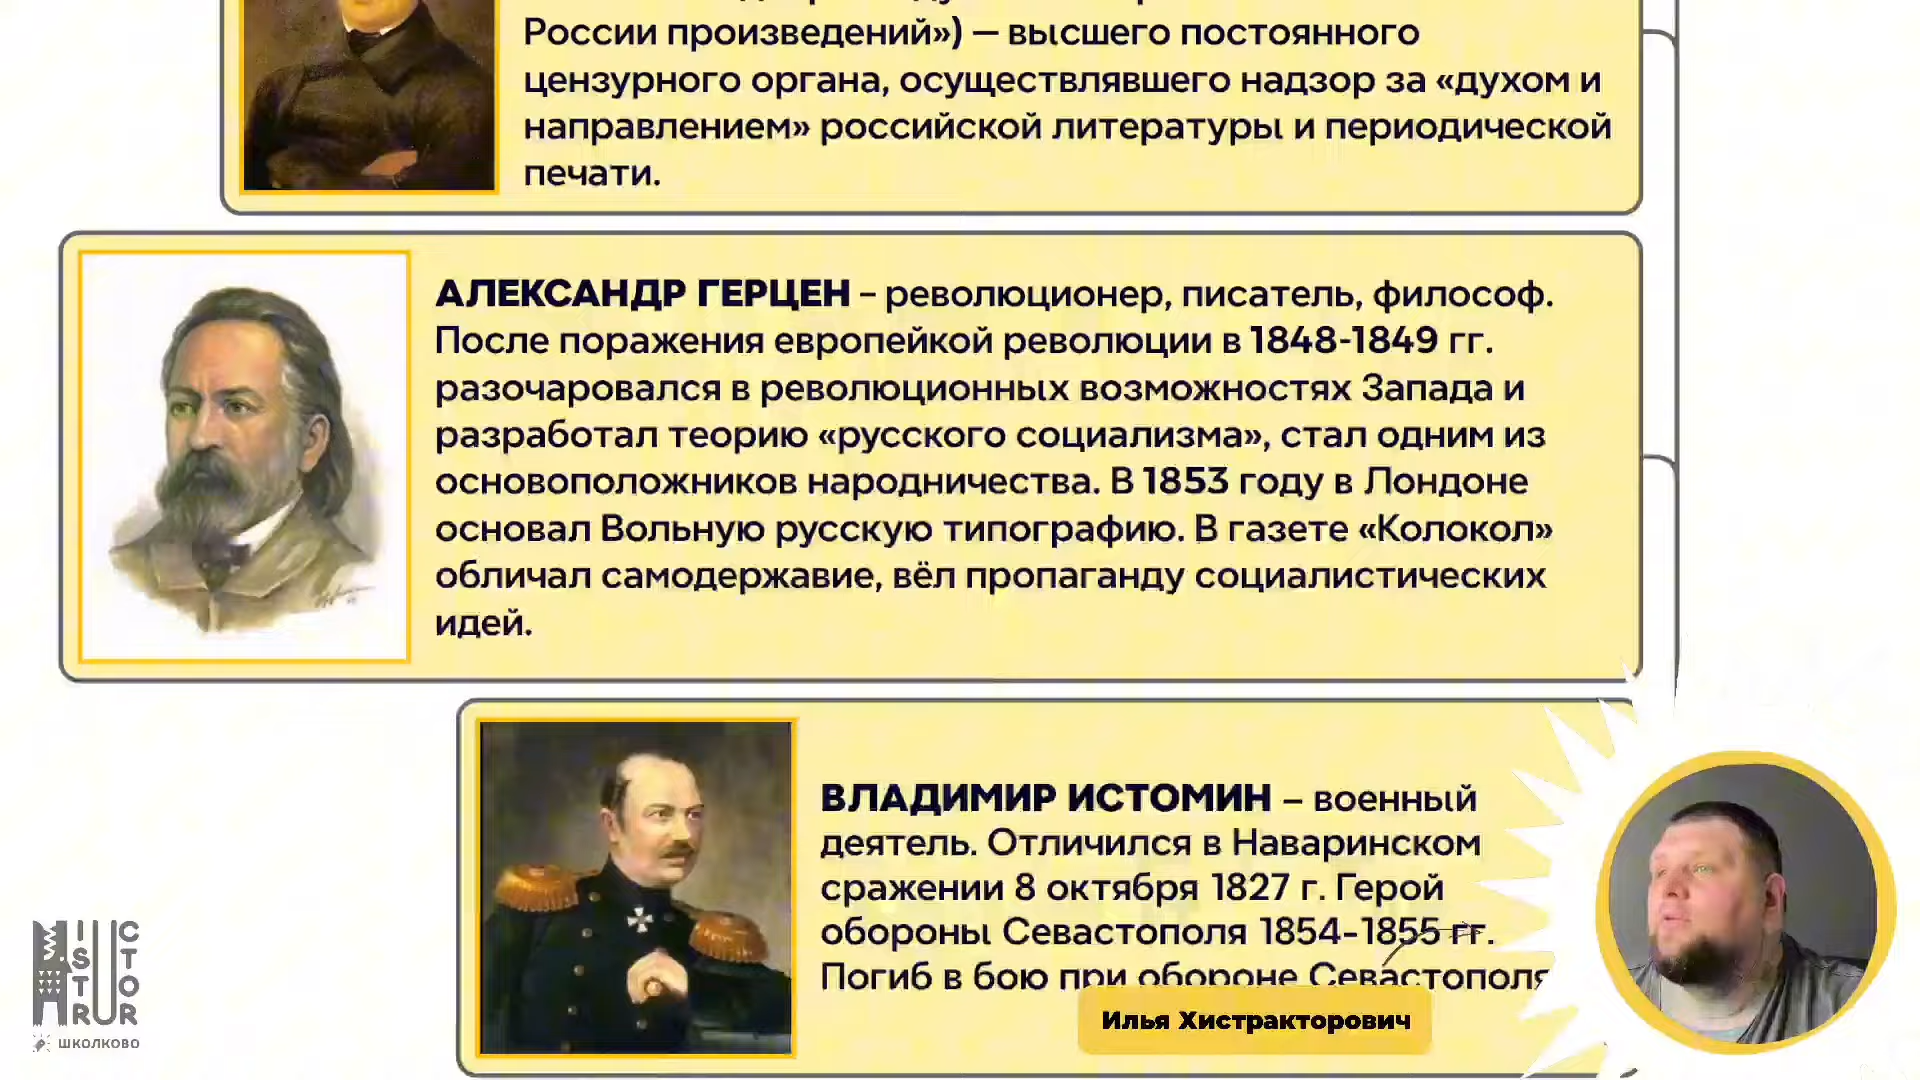 России произведений») — высшего постоянного
цензурного органа, осуществлявшего надзор за «духом и
направлением» российской литературы и периодической
печати.
АЛЕКСАНДР ГЕРЦЕН – революционер, писатель, философ.
После поражения европейкой революции в 1848-1849 гг.
разочаровался в революционных возможностях Запада и
разработал теорию «русского социализма», стал одним из
основоположников народничества. В 1853 году в Лондоне
основал Вольную русскую типографию. В газете «Колокол»
обличал самодержавие, вёл пропаганду социалистических
идей.
ВЛАДИМИР ИСТОМИН – военный
деятель. Отличился в Наваринском
сражении 8 октября 1827 г. Герой
обороны Севастополя 1854-1855 гг.
Погиб в бою при обороне Севастополя
Илья Хистракторович
HISTRUCTOR
ШКОЛКОВО